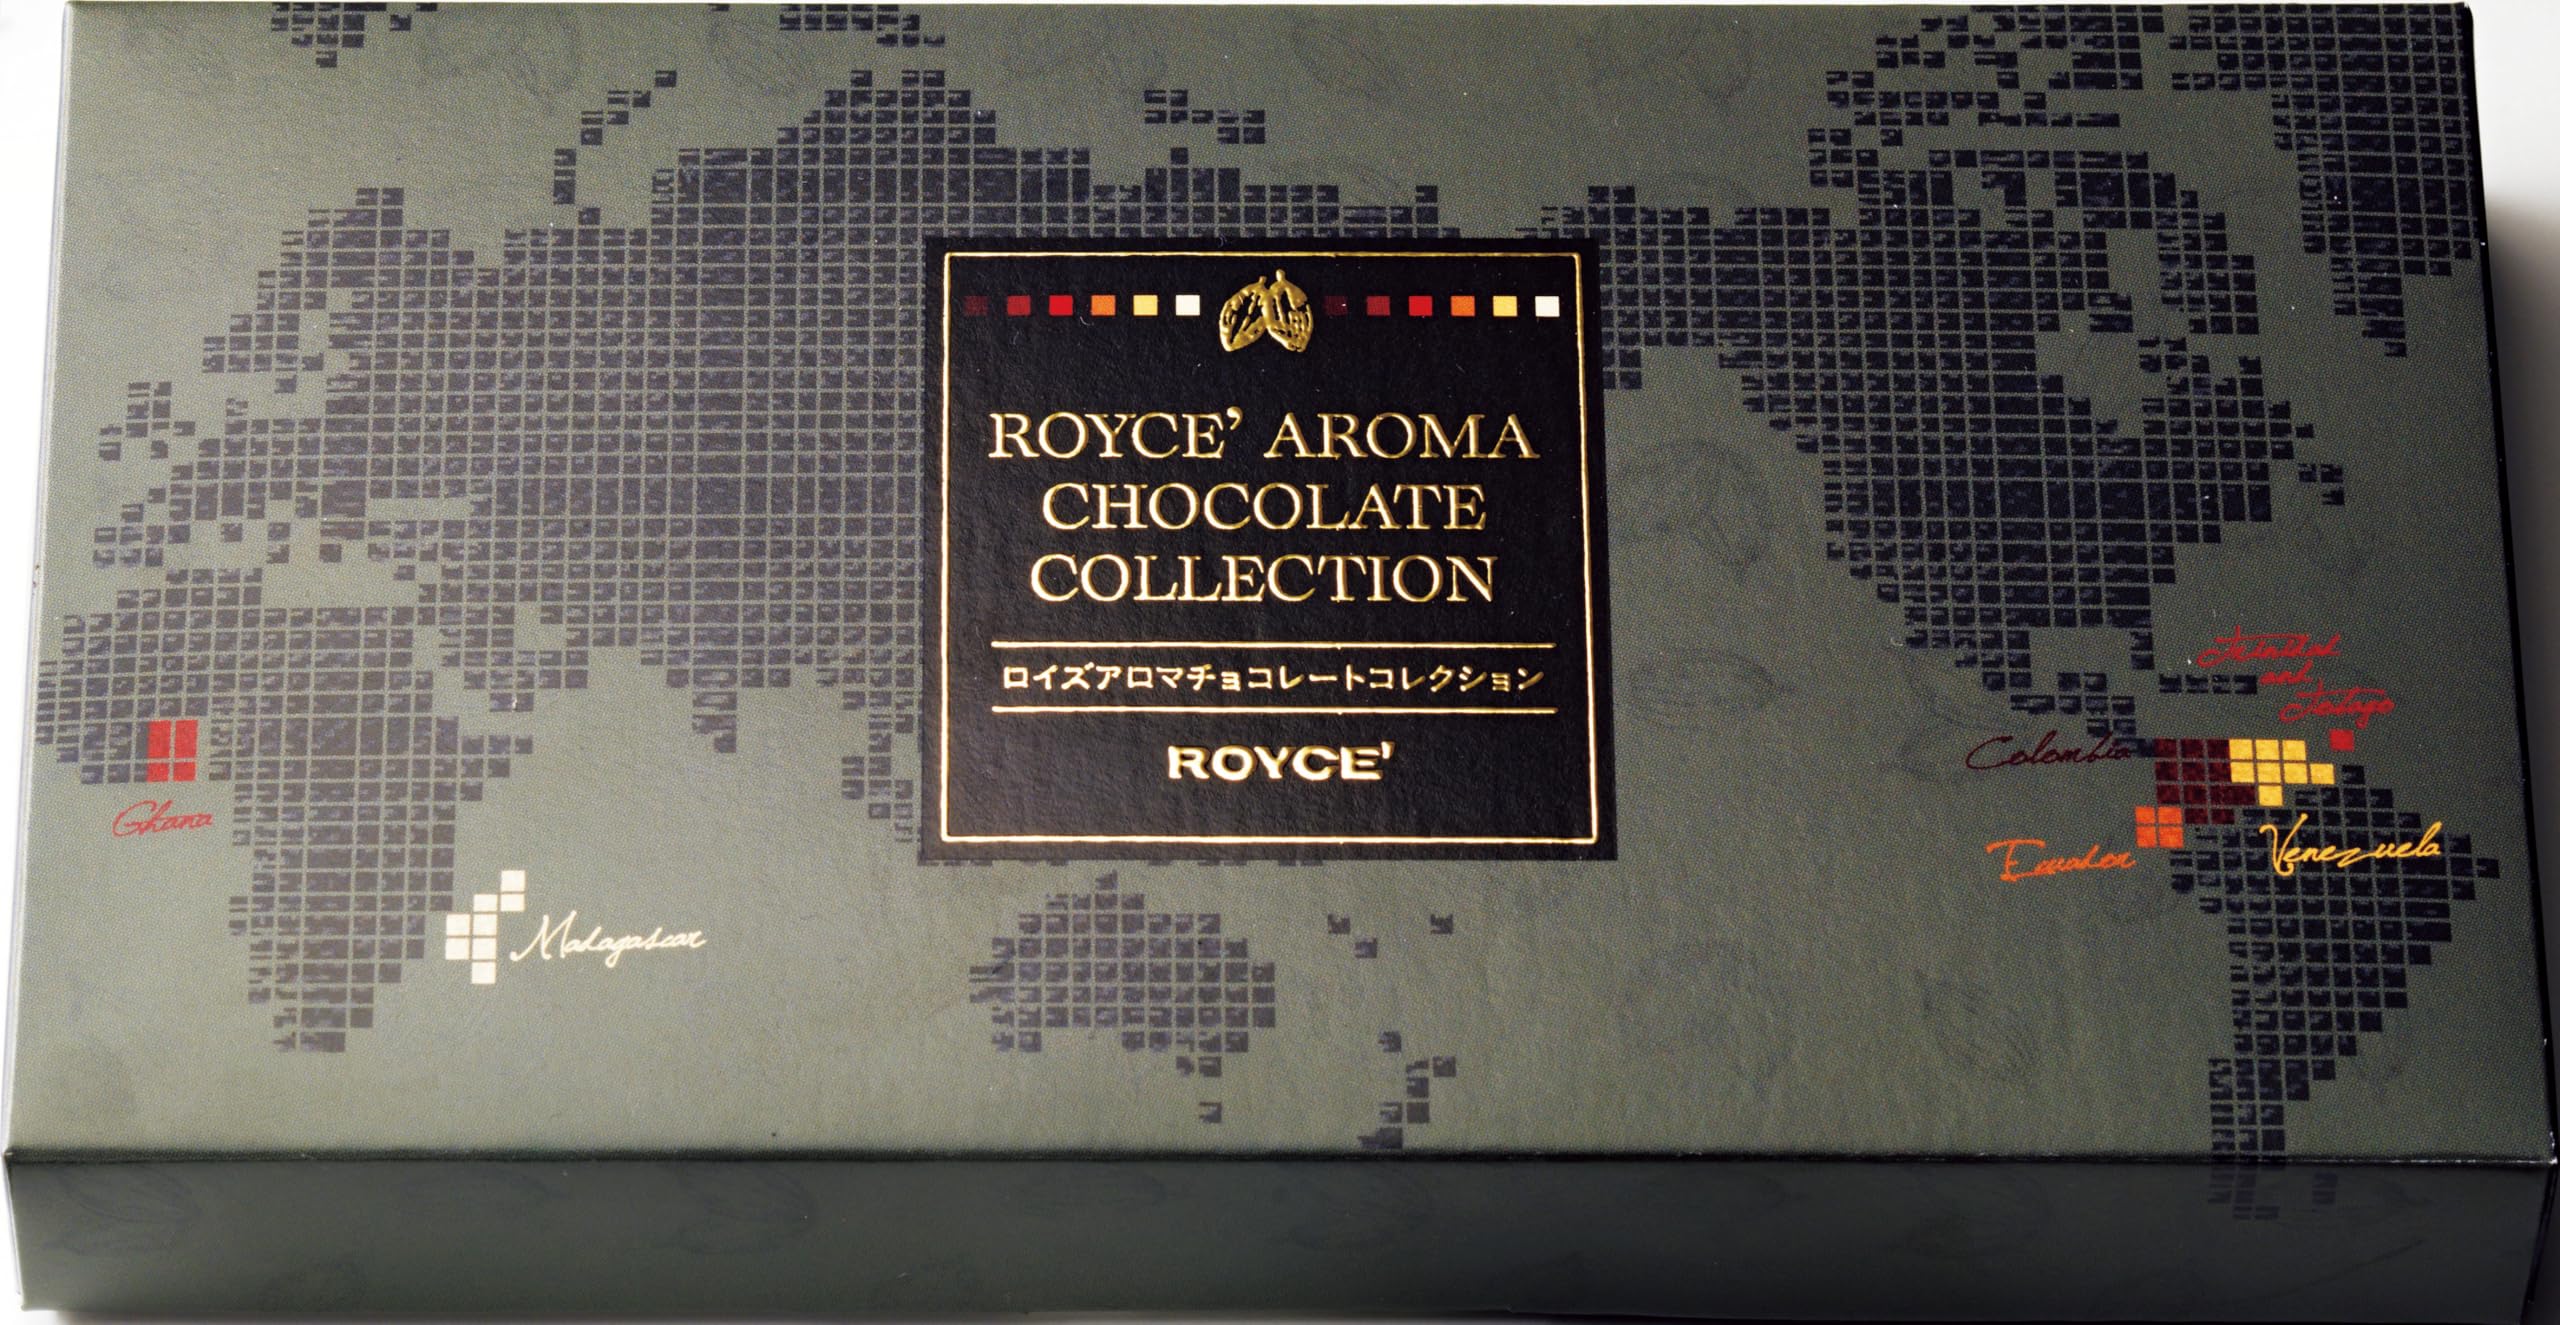 ROYCE' AROMA
CHOCOLATE
COLLECTION
ロイズアロマチョコレートコレクション
ROYCE'
Ghana
Madagascar
Trinidad
and
Tobago
Colombia
Ecuador
Venezuela